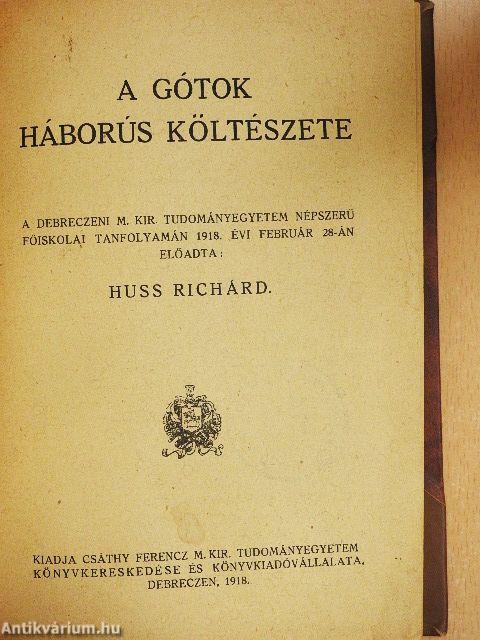 A GÓTOK
HÁBORÚS KÖLTÉSZETE
A DEBRECZENI M. KIR. TUDOMÁNYEGYETEM NÉPSZERŰ
FŐISKOLAI TANFOLYAMÁN 1918. ÉVI FEBRUÁR 28-ÁN
ELŐADTA:
HUSS RICHÁRD.
KIADJA CSÁTHY FERENCZ M. KIR. TUDOMÁNYEGYETEM
KÖNYVKERESKEDÉSE ÉS KÖNYVKIADÓVÁLLALATA,
DEBRECZEN, 1918.
Antikvárium.hu